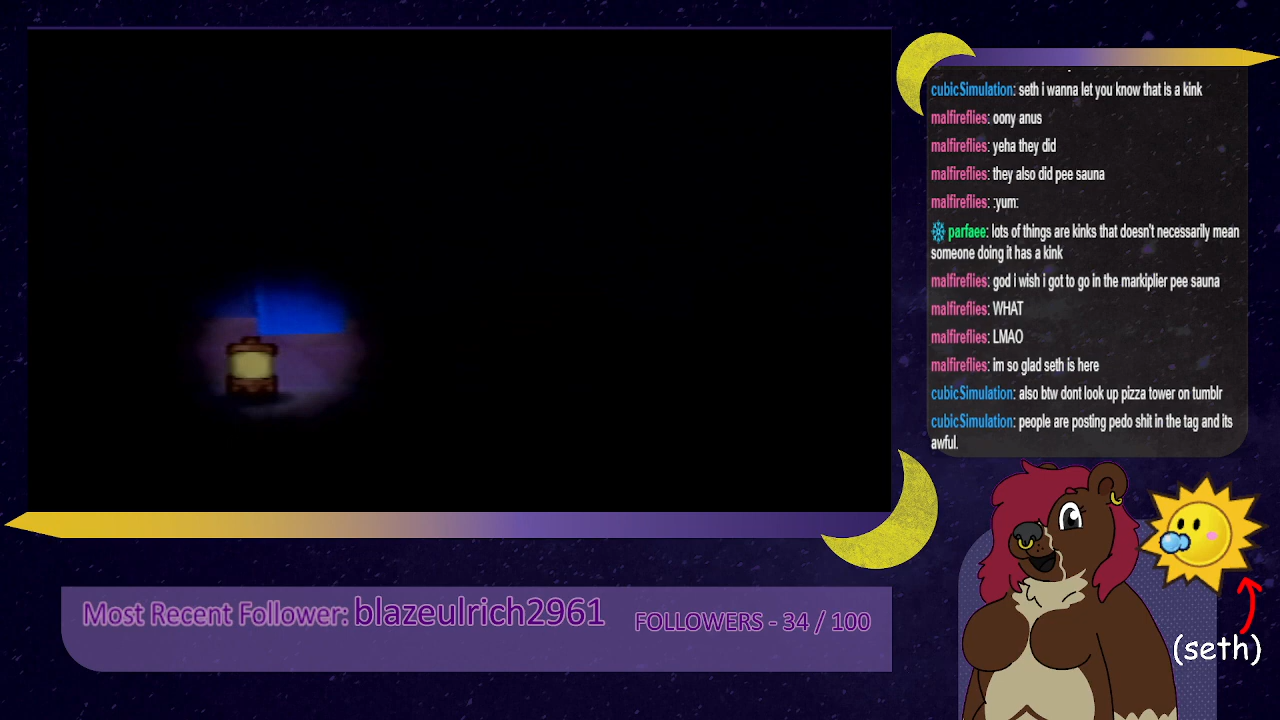 cubicSimulation: seth i wanna let you know that is a kink
malfireflies: oony anus
malfireflies: yeha they did
malfireflies: they also did pee sauna
malfireflies: :yum:
parfaee: lots of things are kinks that doesn't necessarily mean
someone doing it has a kink
malfireflies: god i wish i got to go in the markiplier pee sauna
malfireflies: WHAT
malfireflies: LMAO
malfireflies: im so glad seth is here
cubicSimulation: also btw dont look up pizza tower on tumblr
cubicSimulation: people are posting pedo shit in the tag and its
awful.
(seth)
Most Recent Follower: blazeulrich2961
FOLLOWERS - 34 / 100